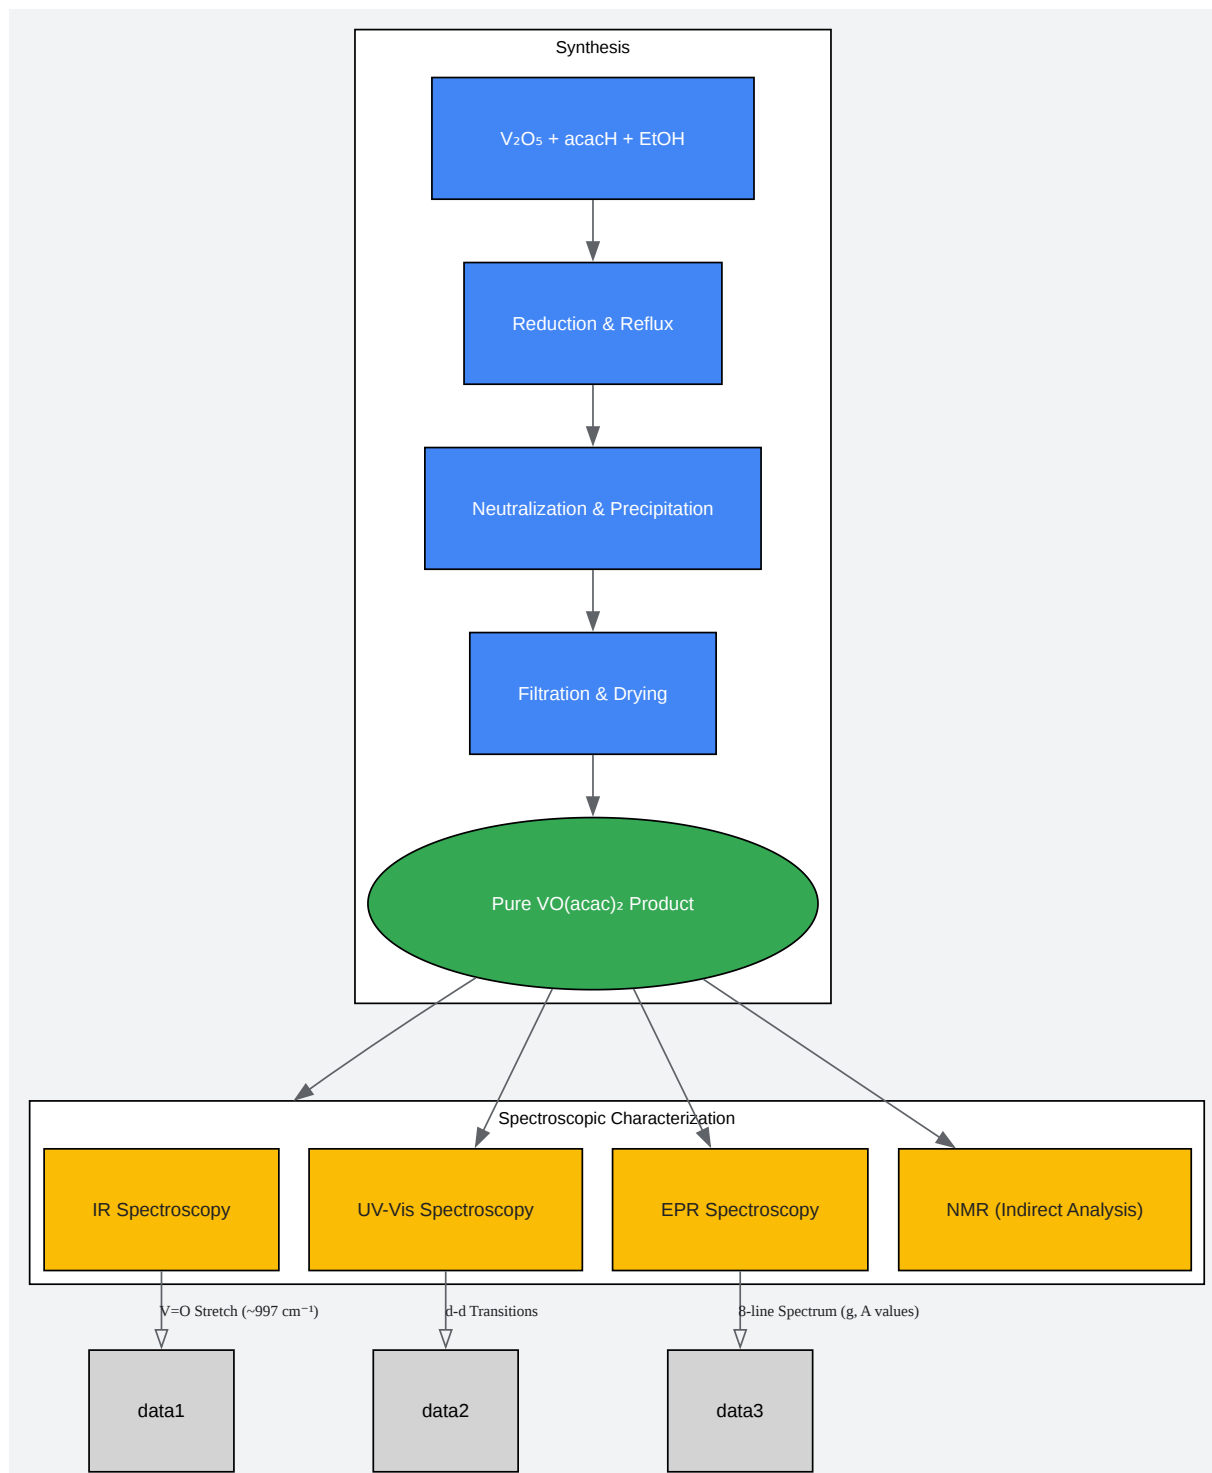 Synthesis
V₂O₅ + acacH + EtOH
Reduction & Reflux
Neutralization & Precipitation
Filtration & Drying
Pure VO(acac)₂ Product
Spectroscopic Characterization
IR Spectroscopy
UV-Vis Spectroscopy
EPR Spectroscopy
NMR (Indirect Analysis)
V=O Stretch (~997 cm⁻¹)
d-d Transitions
8-line Spectrum (g, A values)
data1
data2
data3